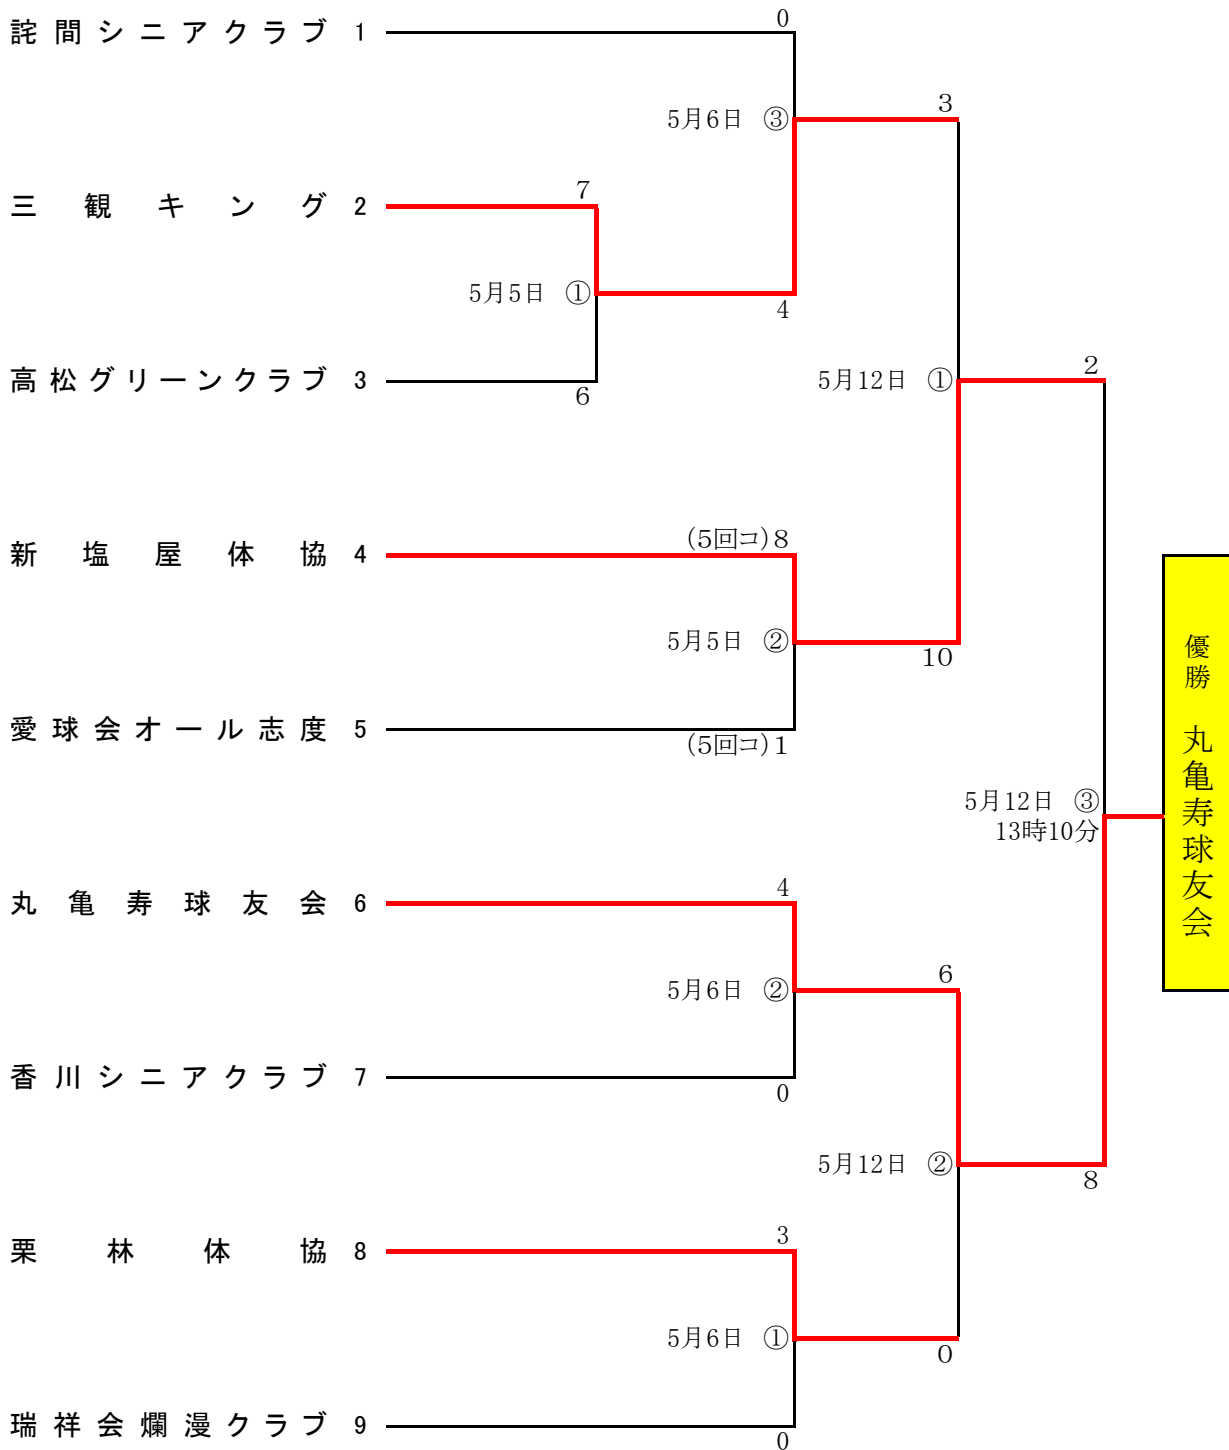 詫間シニアクラブ 1
0
5月6日 ③
3
三観キング 2
7
5月5日 ①
4
高松グリーンクラブ 3
6
5月12日 ①
2
新塩屋体協 4
(5回コ)8
5月5日 ②
10
愛球会オール志度 5
(5回コ)1
優勝 丸亀寿球友会
5月12日 ③
13時10分
丸亀寿球友会 6
4
5月6日 ②
6
香川シニアクラブ 7
0
5月12日 ②
8
栗林体協 8
3
5月6日 ①
0
瑞祥会爛漫クラブ 9
0